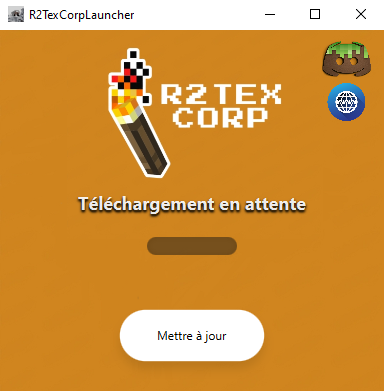 R2TexCorpLauncher
R2TEX
CORP
Téléchargement en attente
Mettre à jour